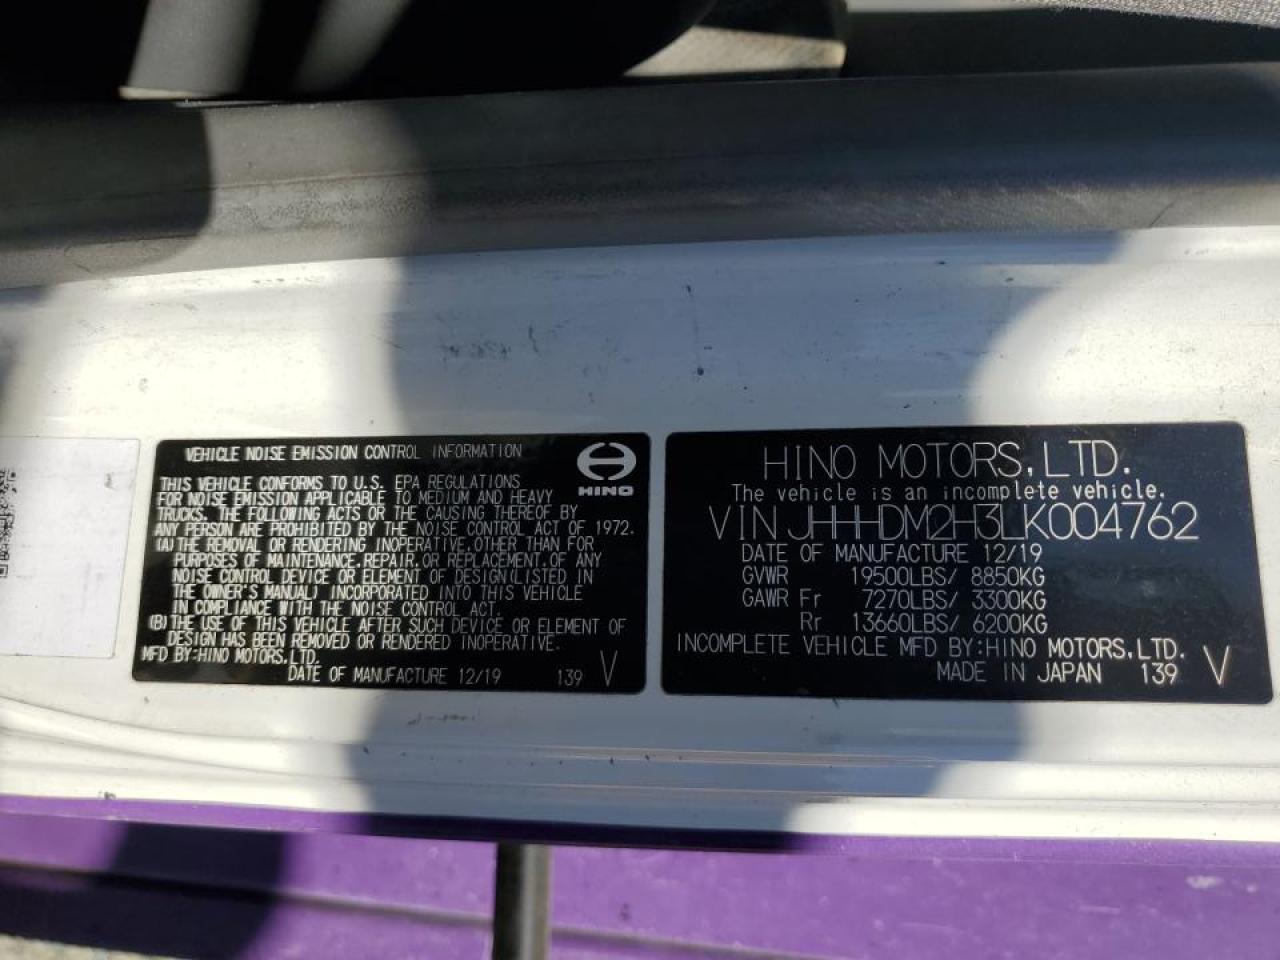 VEHICLE NOISE EMISSION CONTROL INFORMATION
HINO
THIS VEHICLE CONFORMS TO U.S. EPA REGULATIONS
FOR NOISE EMISSION APPLICABLE TO MEDIUM AND HEAVY
TRUCKS. THE FOLLOWING ACTS OR THE CAUSING THEREOF BY
ANY PERSON ARE PROHIBITED BY THE NOISE CONTROL ACT OF 1972.
(A) THE REMOVAL OR RENDERING INOPERATIVE, OTHER THAN FOR
PURPOSES OF MAINTENANCE, REPAIR, OR REPLACEMENT, OF ANY
NOISE CONTROL DEVICE OR ELEMENT OF DESIGN(LISTED IN
THE OWNER'S MANUAL) INCORPORATED INTO THIS VEHICLE
IN COMPLIANCE WITH THE NOISE CONTROL ACT.
(B) THE USE OF THIS VEHICLE AFTER SUCH DEVICE OR ELEMENT OF
DESIGN HAS BEEN REMOVED OR RENDERED INOPERATIVE.
MFD BY:HINO MOTORS,LTD.
DATE OF MANUFACTURE 12/19 139 V
HINO MOTORS,LTD.
The vehicle is an incomplete vehicle.
VIN JHHHDM2H3LK004762
DATE OF MANUFACTURE 12/19
GVWR 19500LBS/ 8850KG
GAWR Fr 7270LBS/ 3300KG
Rr 13660LBS/ 6200KG
INCOMPLETE VEHICLE MFD BY:HINO MOTORS,LTD.
MADE IN JAPAN 139 V